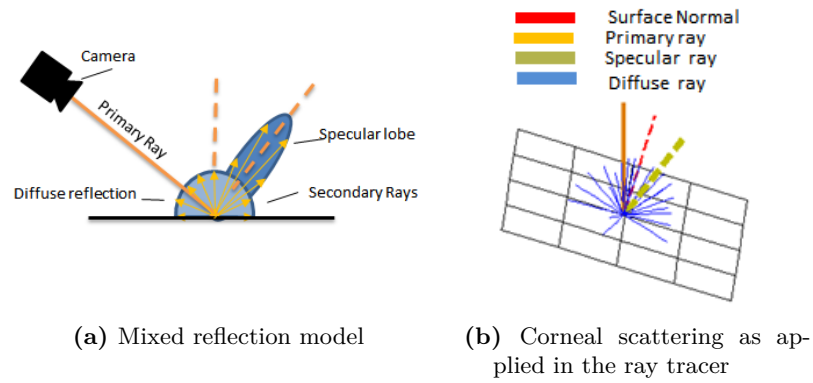 Camera
Primary Ray
Specular lobe
Diffuse reflection
Secondary Rays
(a) Mixed reflection model
Surface Normal
Primary ray
Specular ray
Diffuse ray
(b) Corneal scattering as ap-
plied in the ray tracer